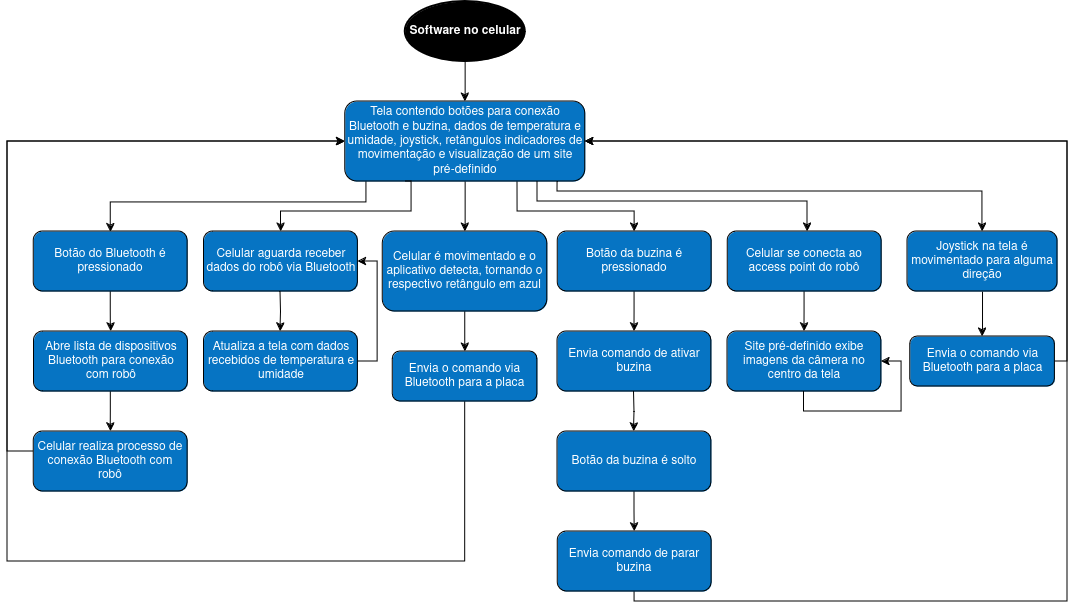 Software no celular
Tela contendo botões para conexão
Bluetooth e buzina, dados de temperatura e
umidade, joystick, retângulos indicadores de
movimentação e visualização de um site
pré-definido
Botão do Bluetooth é
pressionado
Celular aguarda receber
dados do robô via Bluetooth
Celular é movimentado e o
aplicativo detecta, tornando o
respectivo retângulo em azul
Botão da buzina é
pressionado
Celular se conecta ao
access point do robô
Joystick na tela é
movimentado para alguma
direção
Abre lista de dispositivos
Bluetooth para conexão
com robô
Atualiza a tela com dados
recebidos de temperatura e
umidade
Envia o comando via
Bluetooth para a placa
Envia comando de ativar
buzina
Site pré-definido exibe
imagens da câmera no
centro da tela
Envia o comando via
Bluetooth para a placa
Celular realiza processo de
conexão Bluetooth com
robô
Botão da buzina é solto
Envia comando de parar
buzina